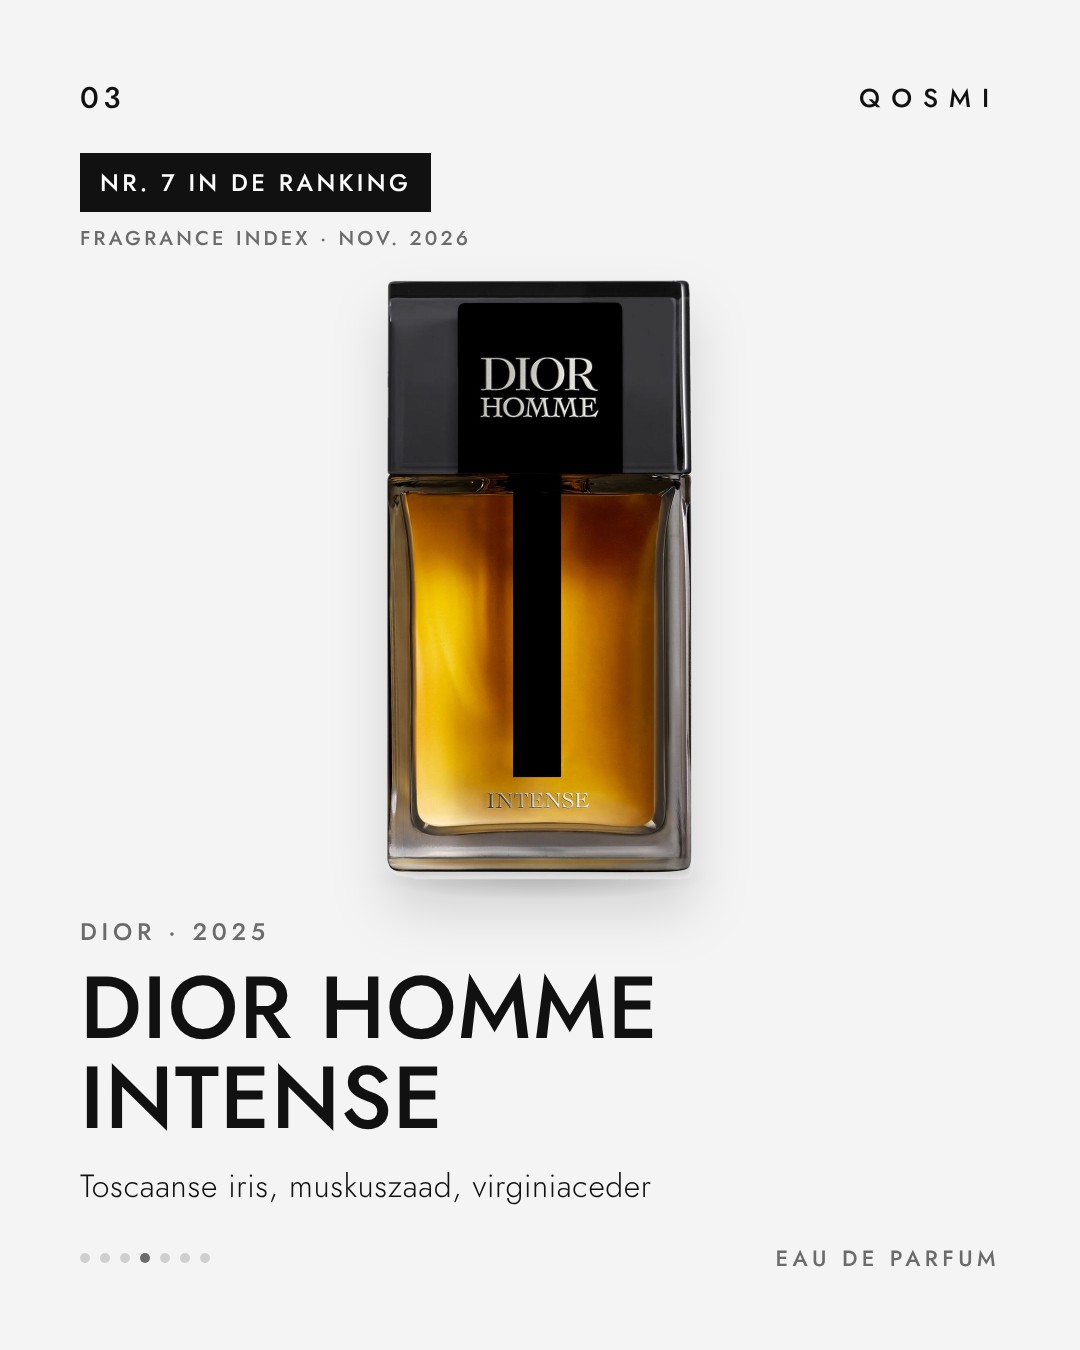 03
QOSMI
NR. 7 IN DE RANKING
FRAGRANCE INDEX · NOV. 2026
DIOR
HOMME
INTENSE
DIOR · 2025
DIOR HOMME
INTENSE
Toscaanse iris, muskuszaad, virginiaceder
EAU DE PARFUM